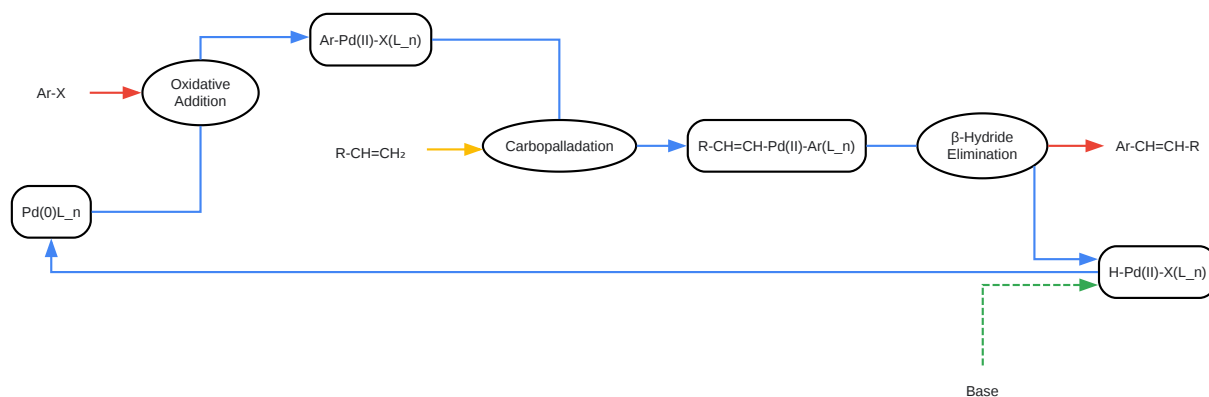 Ar-Pd(II)-X(L_n)
Oxidative
Addition
Ar-X
R-CH=CH₂
Carbopalladation
R-CH=CH-Pd(II)-Ar(L_n)
β-Hydride
Elimination
Ar-CH=CH-R
Pd(0)L_n
H-Pd(II)-X(L_n)
Base